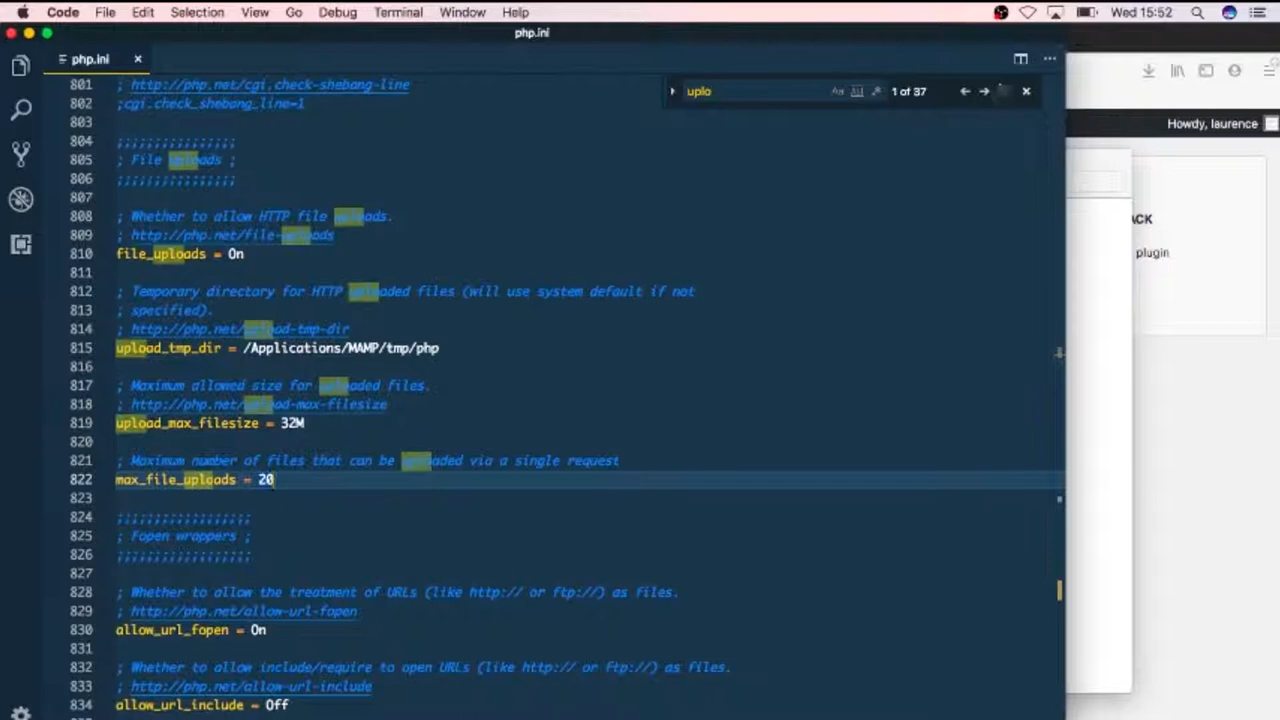 Code File Edit Selection View Go Debug Terminal Window Help Wed 15:52
php.ini
php.ini ×
uplo 1 of 37
801 ; http://php.net/cgi.check-shebang-line
802 ;cgi.check_shebang_line=1
803
804 ;;;;;;;;;;;;;;;;
805 ; File uploads ;
806 ;;;;;;;;;;;;;;;;
807
808 ; Whether to allow HTTP file uploads.
809 ; http://php.net/file-uploads
810 file_uploads = On
811
812 ; Temporary directory for HTTP uploaded files (will use system default if not
813 ; specified).
814 ; http://php.net/upload-tmp-dir
815 upload_tmp_dir = /Applications/MAMP/tmp/php
816
817 ; Maximum allowed size for uploaded files.
818 ; http://php.net/upload-max-filesize
819 upload_max_filesize = 32M
820
821 ; Maximum number of files that can be uploaded via a single request
822 max_file_uploads = 20
823
824 ;;;;;;;;;;;;;;;;;;
825 ; Fopen wrappers ;
826 ;;;;;;;;;;;;;;;;;;
827
828 ; Whether to allow the treatment of URLs (like http:// or ftp://) as files.
829 ; http://php.net/allow-url-fopen
830 allow_url_fopen = On
831
832 ; Whether to allow include/require to open URLs (like http:// or ftp://) as files.
833 ; http://php.net/allow-url-include
834 allow_url_include = Off
Howdy, laurence
ACK
plugin